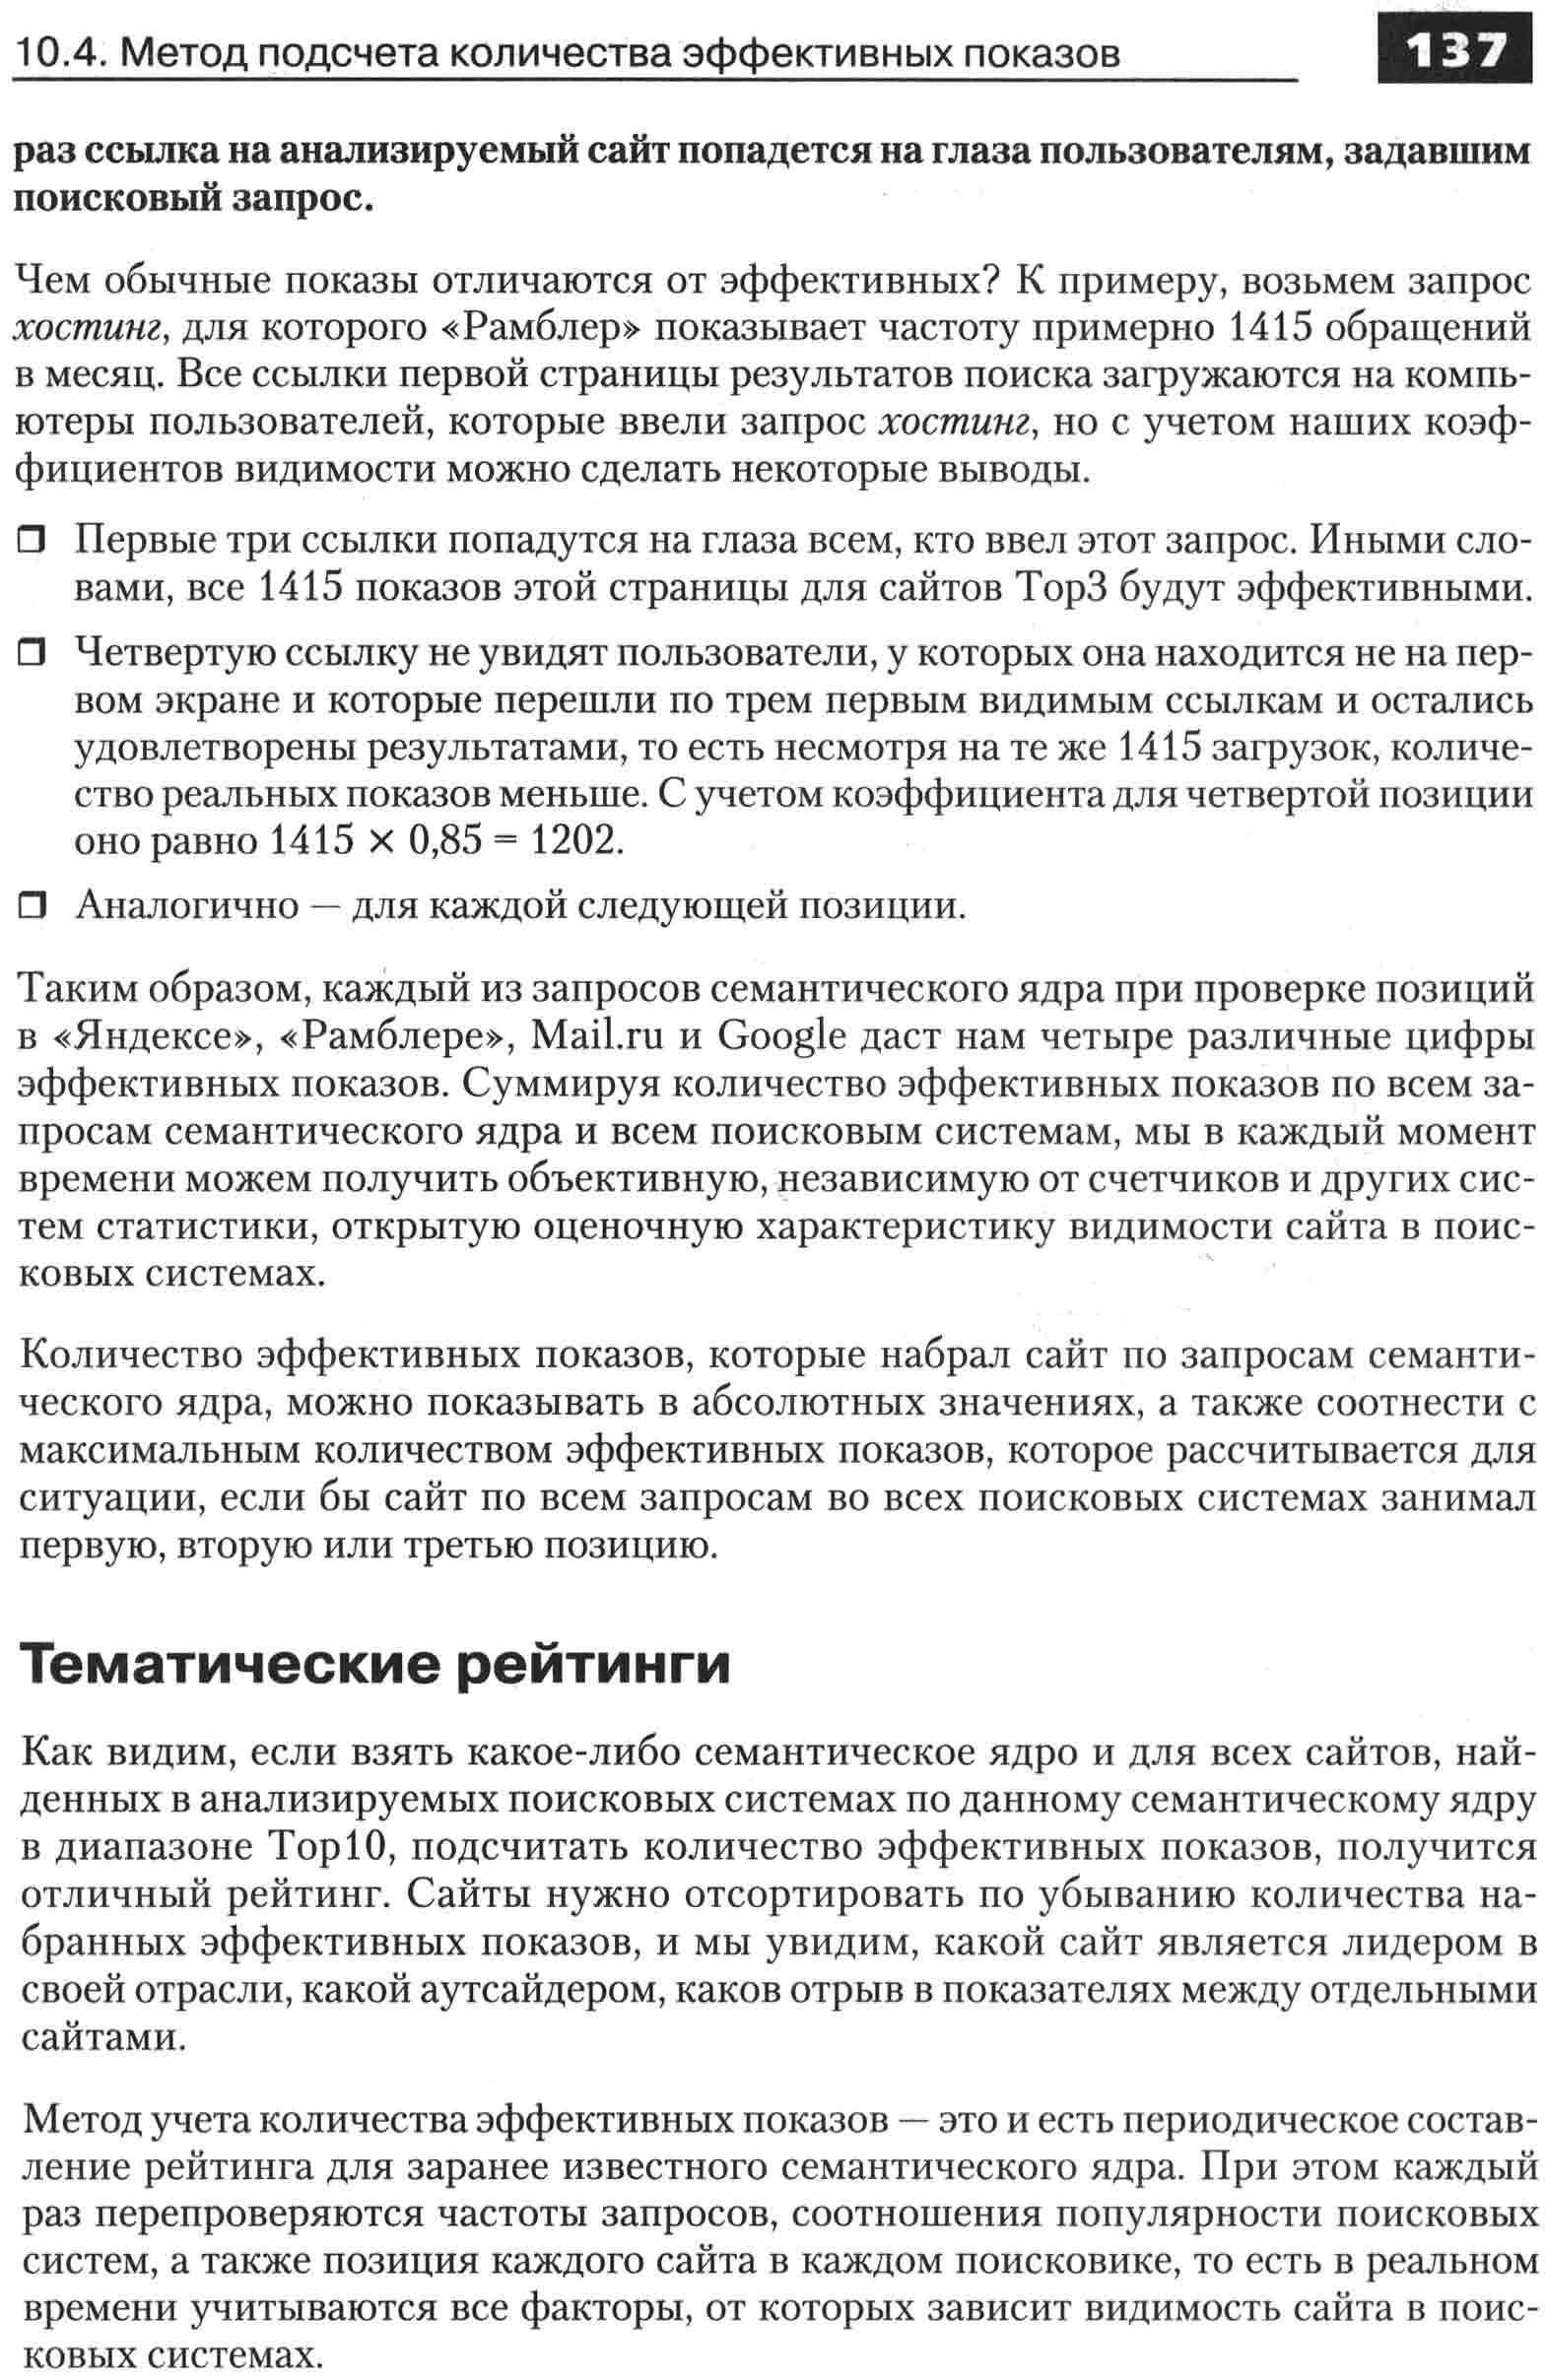 10.4. Метод подсчета количества эффективных показов
137
раз ссылка на анализируемый сайт попадется на глаза пользователям, задавшим
поисковый запрос.
Чем обычные показы отличаются от эффективных? К примеру, возьмем запрос
хостинг, для которого «Рамблер» показывает частоту примерно 1415 обращений
в месяц. Все ссылки первой страницы результатов поиска загружаются на компь-
ютеры пользователей, которые ввели запрос хостинг, но с учетом наших коэф-
фициентов видимости можно сделать некоторые выводы.
❒ Первые три ссылки попадутся на глаза всем, кто ввел этот запрос. Иными сло-
вами, все 1415 показов этой страницы для сайтов Top3 будут эффективными.
❒ Четвертую ссылку не увидят пользователи, у которых она находится не на пер-
вом экране и которые перешли по трем первым видимым ссылкам и остались
удовлетворены результатами, то есть несмотря на те же 1415 загрузок, количе-
ство реальных показов меньше. С учетом коэффициента для четвертой позиции
оно равно 1415 × 0,85 = 1202.
❒ Аналогично — для каждой следующей позиции.
Таким образом, каждый из запросов семантического ядра при проверке позиций
в «Яндексе», «Рамблере», Mail.ru и Google даст нам четыре различные цифры
эффективных показов. Суммируя количество эффективных показов по всем за-
просам семантического ядра и всем поисковым системам, мы в каждый момент
времени можем получить объективную, независимую от счетчиков и других сис-
тем статистики, открытую оценочную характеристику видимости сайта в поис-
ковых системах.
Количество эффективных показов, которые набрал сайт по запросам семанти-
ческого ядра, можно показывать в абсолютных значениях, а также соотнести с
максимальным количеством эффективных показов, которое рассчитывается для
ситуации, если бы сайт по всем запросам во всех поисковых системах занимал
первую, вторую или третью позицию.
Тематические рейтинги
Как видим, если взять какое-либо семантическое ядро и для всех сайтов, най-
денных в анализируемых поисковых системах по данному семантическому ядру
в диапазоне Top10, подсчитать количество эффективных показов, получится
отличный рейтинг. Сайты нужно отсортировать по убыванию количества на-
бранных эффективных показов, и мы увидим, какой сайт является лидером в
своей отрасли, какой аутсайдером, каков отрыв в показателях между отдельными
сайтами.
Метод учета количества эффективных показов — это и есть периодическое состав-
ление рейтинга для заранее известного семантического ядра. При этом каждый
раз перепроверяются частоты запросов, соотношения популярности поисковых
систем, а также позиция каждого сайта в каждом поисковике, то есть в реальном
времени учитываются все факторы, от которых зависит видимость сайта в поис-
ковых системах.